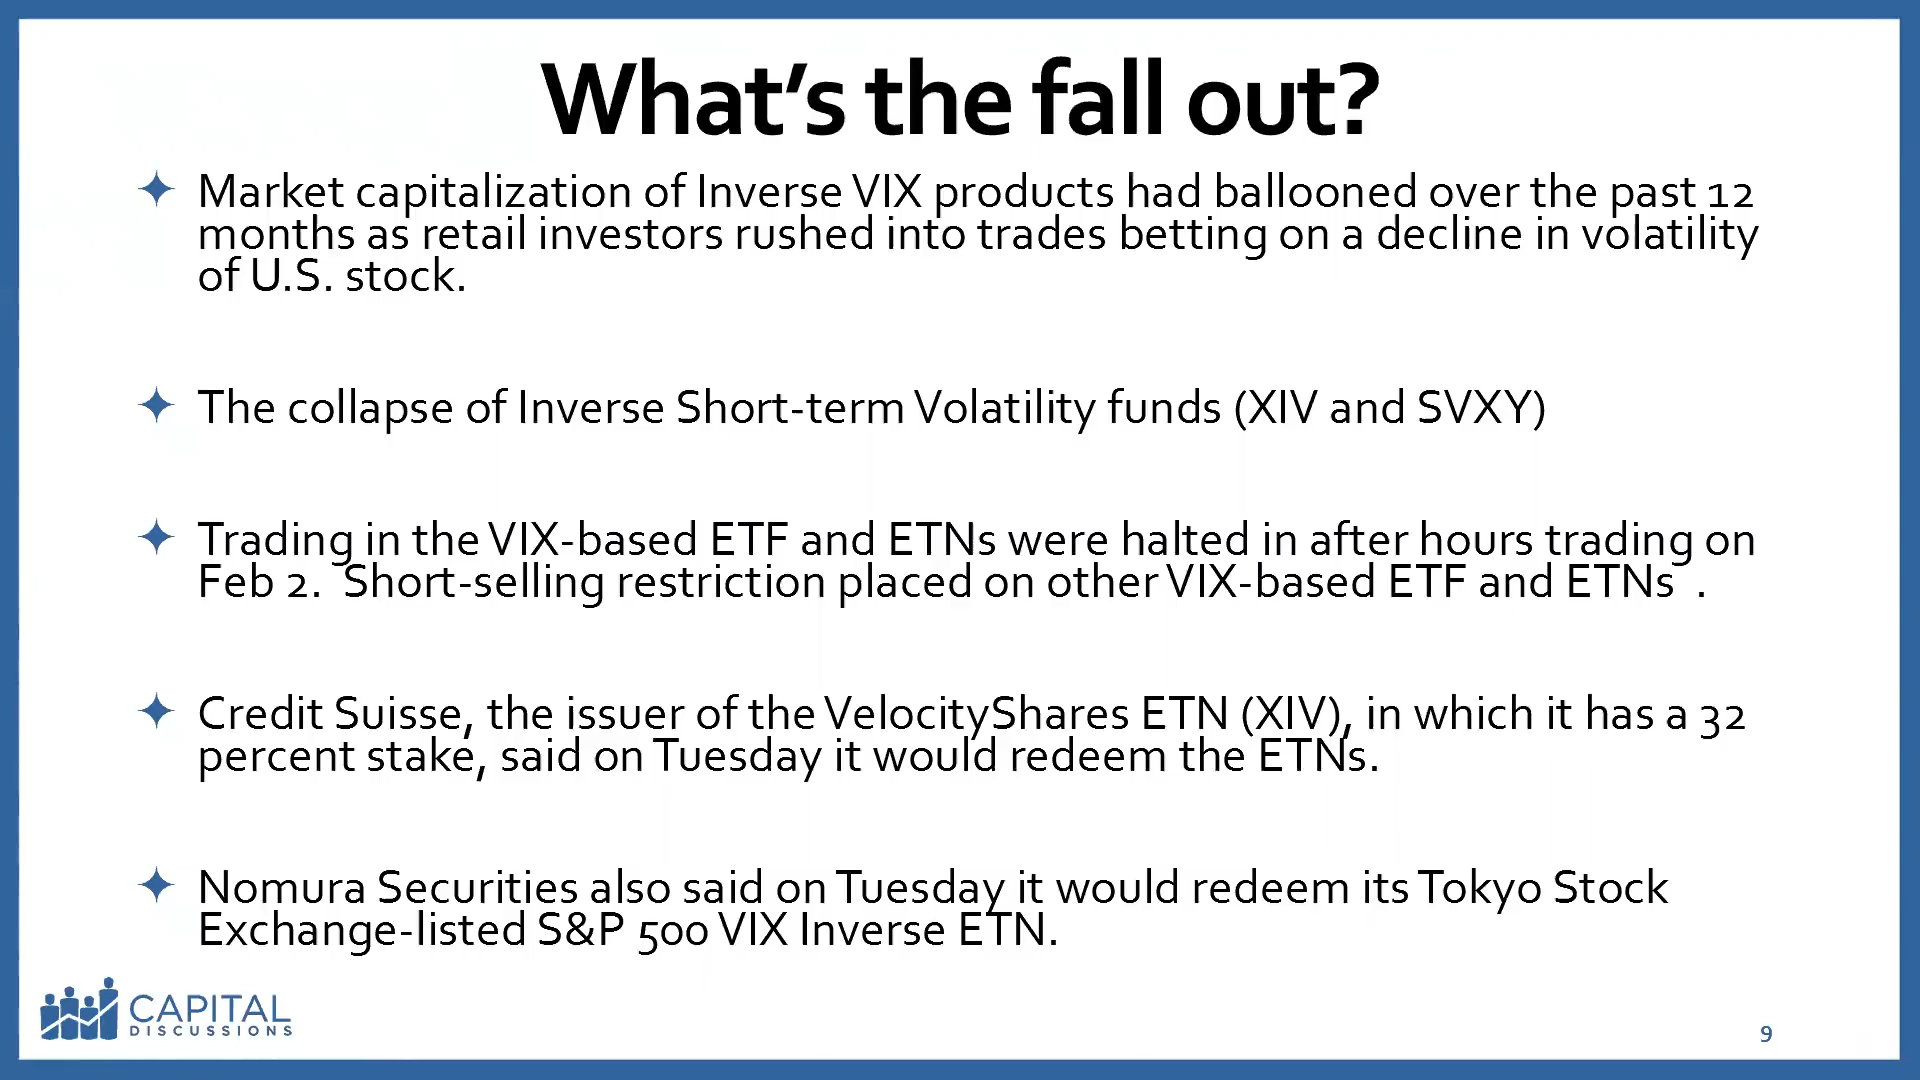 What’s the fall out?
Market capitalization of Inverse VIX products had ballooned over the past 12
months as retail investors rushed into trades betting on a decline in volatility
of U.S. stock.
The collapse of Inverse Short-term Volatility funds (XIV and SVXY)
Trading in the VIX-based ETF and ETNs were halted in after hours trading on
Feb 2.  Short-selling restriction placed on other VIX-based ETF and ETNs  .
Credit Suisse, the issuer of the VelocityShares ETN (XIV), in which it has a 32
percent stake, said on Tuesday it would redeem the ETNs.
Nomura Securities also said on Tuesday it would redeem its Tokyo Stock
Exchange-listed S&P 500 VIX Inverse ETN.
CAPITAL
DISCUSSIONS
9